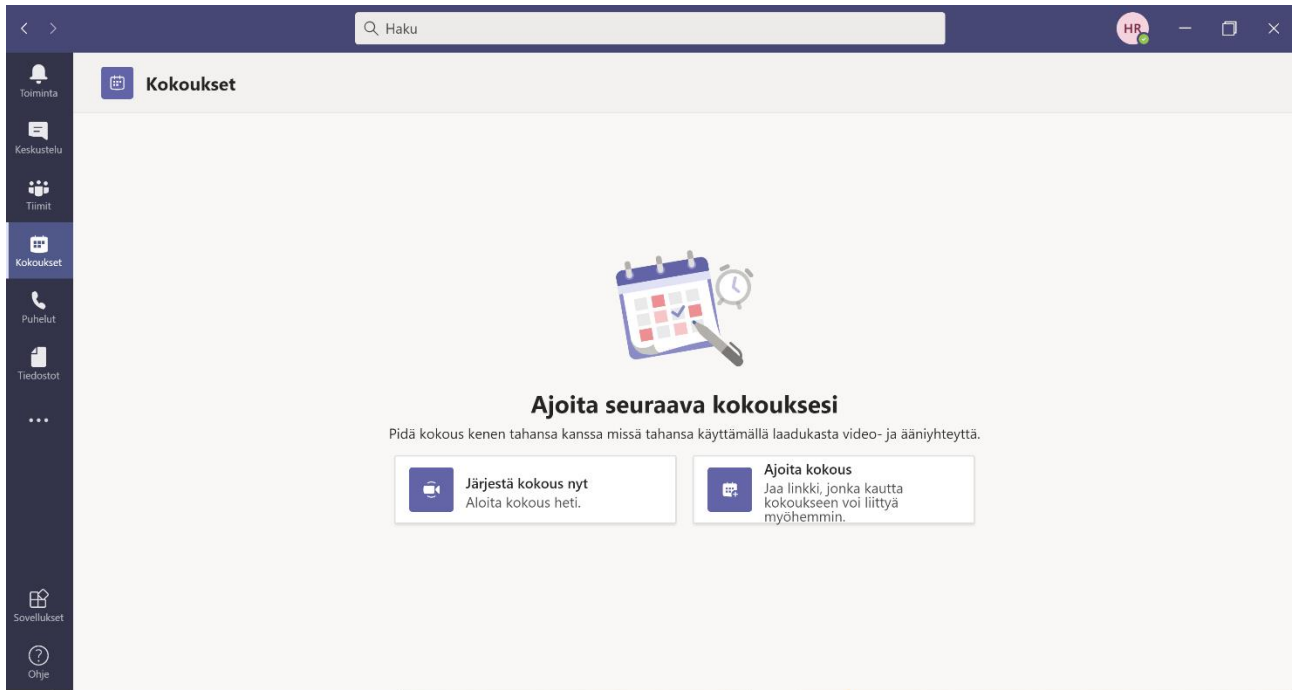 Haku
HR
Toiminta
Keskustelu
Tiimit
Kokoukset
Puhelut
Tiedostot
Sovellukset
Ohje
Kokoukset
Ajoita seuraava kokouksesi
Pidä kokous kenen tahansa kanssa missä tahansa käyttämällä laadukasta video- ja ääniyhteyttä.
Järjestä kokous nyt
Aloita kokous heti.
Ajoita kokous
Jaa linkki, jonka kautta
kokoukseen voi liittyä
myöhemmin.